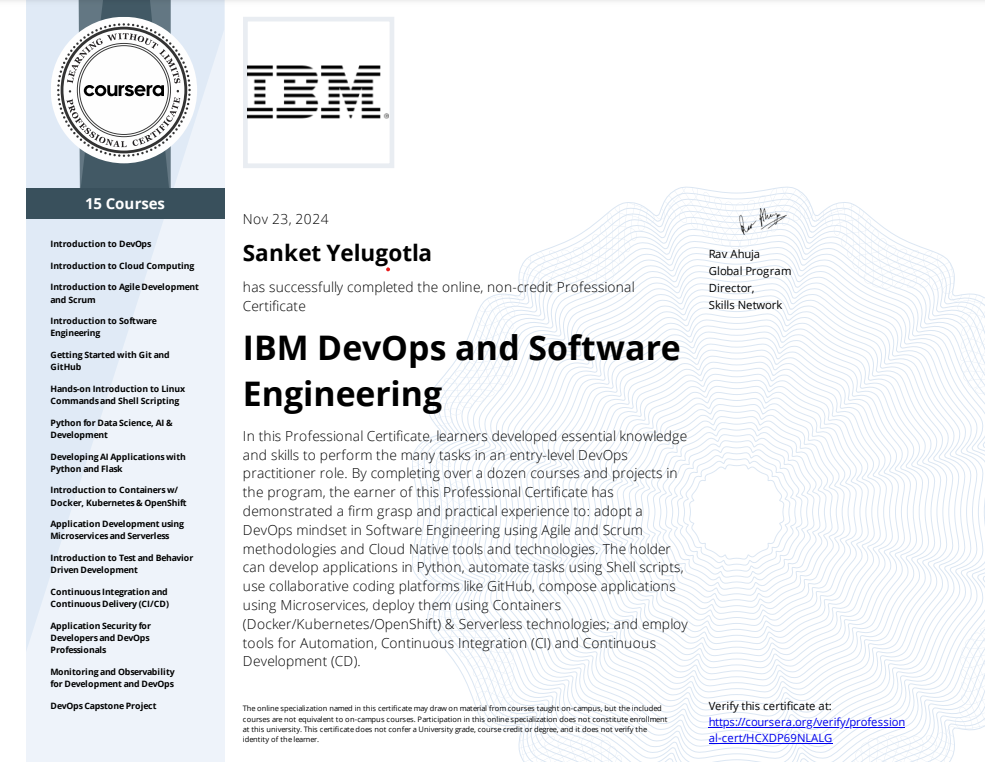 LEARNING WITHOUT LIMITS
coursera
PROFESSIONAL CERTIFICATE
15 Courses
Introduction to DevOps
Introduction to Cloud Computing
Introduction to Agile Development
and Scrum
Introduction to Software
Engineering
Getting Started with Git and
GitHub
Hands-on Introduction to Linux
Commands and Shell Scripting
Python for Data Science, AI &
Development
Developing AI Applications with
Python and Flask
Introduction to Containers w/
Docker, Kubernetes & OpenShift
Application Development using
Microservices and Serverless
Introduction to Test and Behavior
Driven Development
Continuous Integration and
Continuous Delivery (CI/CD)
Application Security for
Developers and DevOps
Professionals
Monitoring and Observability
for Development and DevOps
DevOps Capstone Project
IBM®
Nov 23, 2024
Sanket Yelugotla
has successfully completed the online, non-credit Professional
Certificate
IBM DevOps and Software
Engineering
In this Professional Certificate, learners developed essential knowledge
and skills to perform the many tasks in an entry-level DevOps
practitioner role. By completing over a dozen courses and projects in
the program, the earner of this Professional Certificate has
demonstrated a firm grasp and practical experience to: adopt a
DevOps mindset in Software Engineering using Agile and Scrum
methodologies and Cloud Native tools and technologies. The holder
can develop applications in Python, automate tasks using Shell scripts,
use collaborative coding platforms like GitHub, compose applications
using Microservices, deploy them using Containers
(Docker/Kubernetes/OpenShift) & Serverless technologies; and employ
tools for Automation, Continuous Integration (CI) and Continuous
Development (CD).
The online specialization named in this certificate may draw on material from courses taught on-campus, but the included
courses are not equivalent to on-campus courses. Participation in this online specialization does not constitute enrollment
at this university. This certificate does not confer a University grade, course credit or degree, and it does not verify the
identity of the learner.
Rav Ahuja
Rav Ahuja
Global Program
Director,
Skills Network
Verify this certificate at:
https://coursera.org/verify/profession
al-cert/HCXDP69NLALG